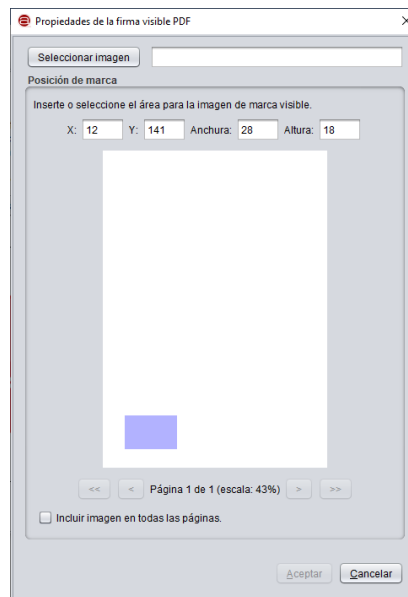 Propiedades de la firma visible PDF
Seleccionar imagen
Posición de marca
Inserte o seleccione el área para la imagen de marca visible.
X: 12 Y: 141 Anchura: 28 Altura: 18
<< < Página 1 de 1 (escala: 43%) > >>
Incluir imagen en todas las páginas.
Aceptar Cancelar